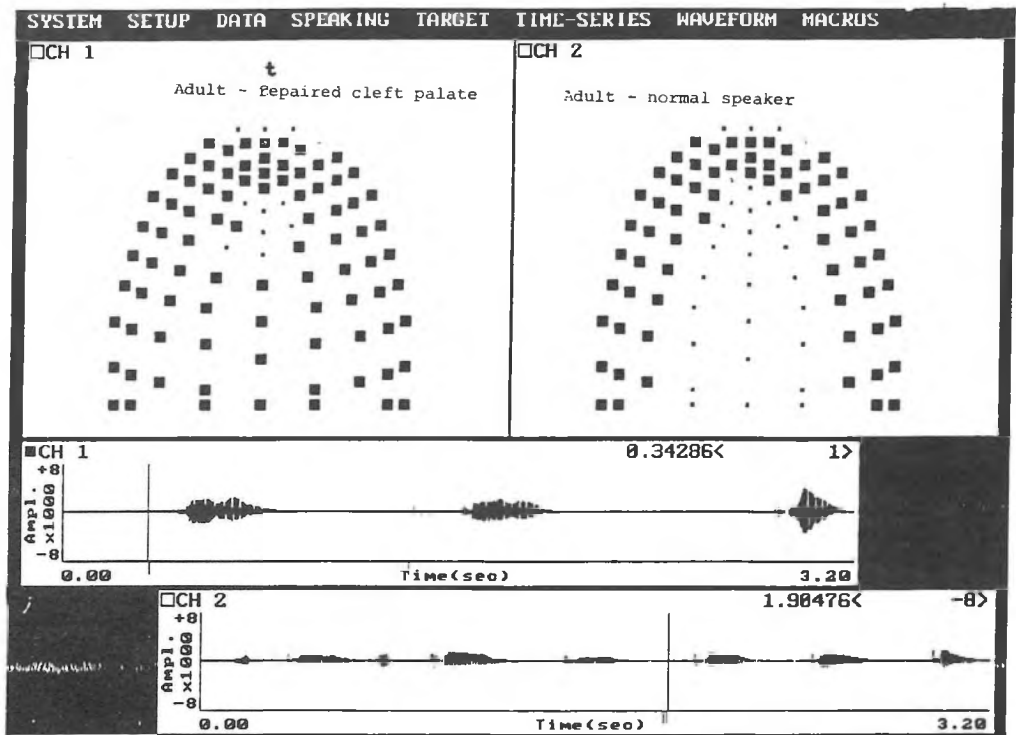 SYSTEM SETUP DATA SPEAKING TARGET TIME-SERIES WAVEFORM MACROS
CH 1
CH 2
t
Adult - Repaired cleft palate
Adult - normal speaker
CH 1
0.34286< 1>
+8
Ampl.
x1000
-8
0.00
Time(sec)
3.20
CH 2
1.90476< -8>
+8
Ampl.
x1000
-8
0.00
Time(sec)
3.20